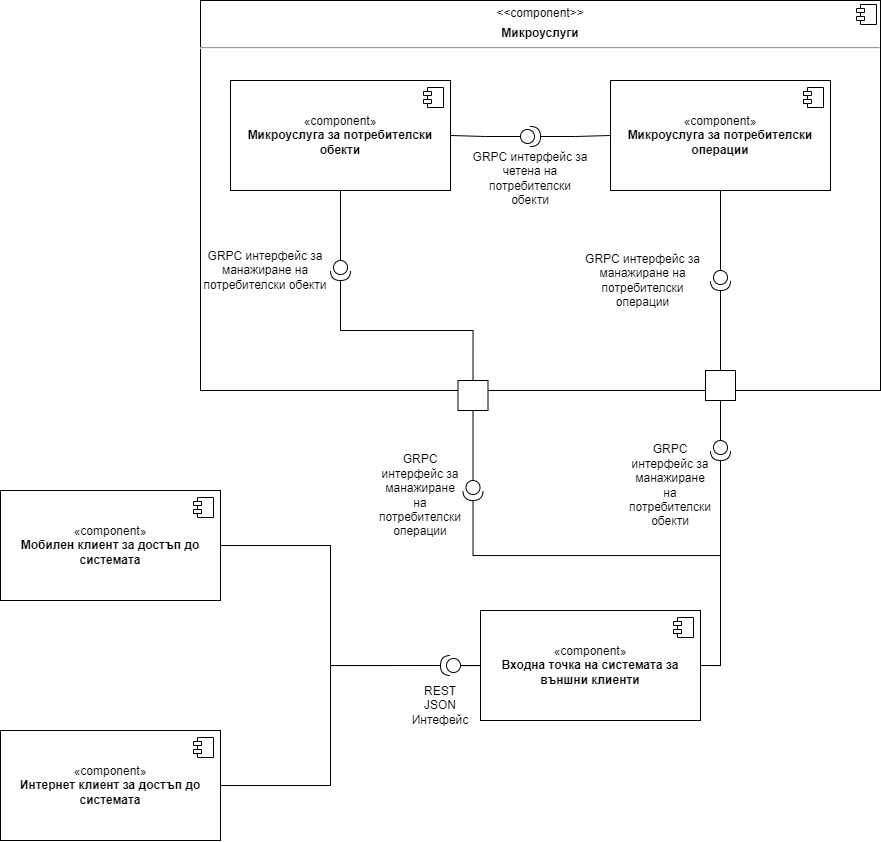 <<component>>
Микроуслуги
«component»
Микроуслуга за потребителски
обекти
«component»
Микроуслуга за потребителски
операции
GRPC интерфейс за
четена на
потребителски
обекти
GRPC интерфейс за
манажиране на
потребителски обекти
GRPC интерфейс за
манажиране на
потребителски
операции
GRPC
интерфейс за
манажиране
на
потребителски
операции
GRPC
интерфейс за
манажиране
на
потребителски
обекти
«component»
Мобилен клиент за достъп до
системата
«component»
Входна точка на системата за
външни клиенти
REST
JSON
Интефейс
«component»
Интернет клиент за достъп до
системата